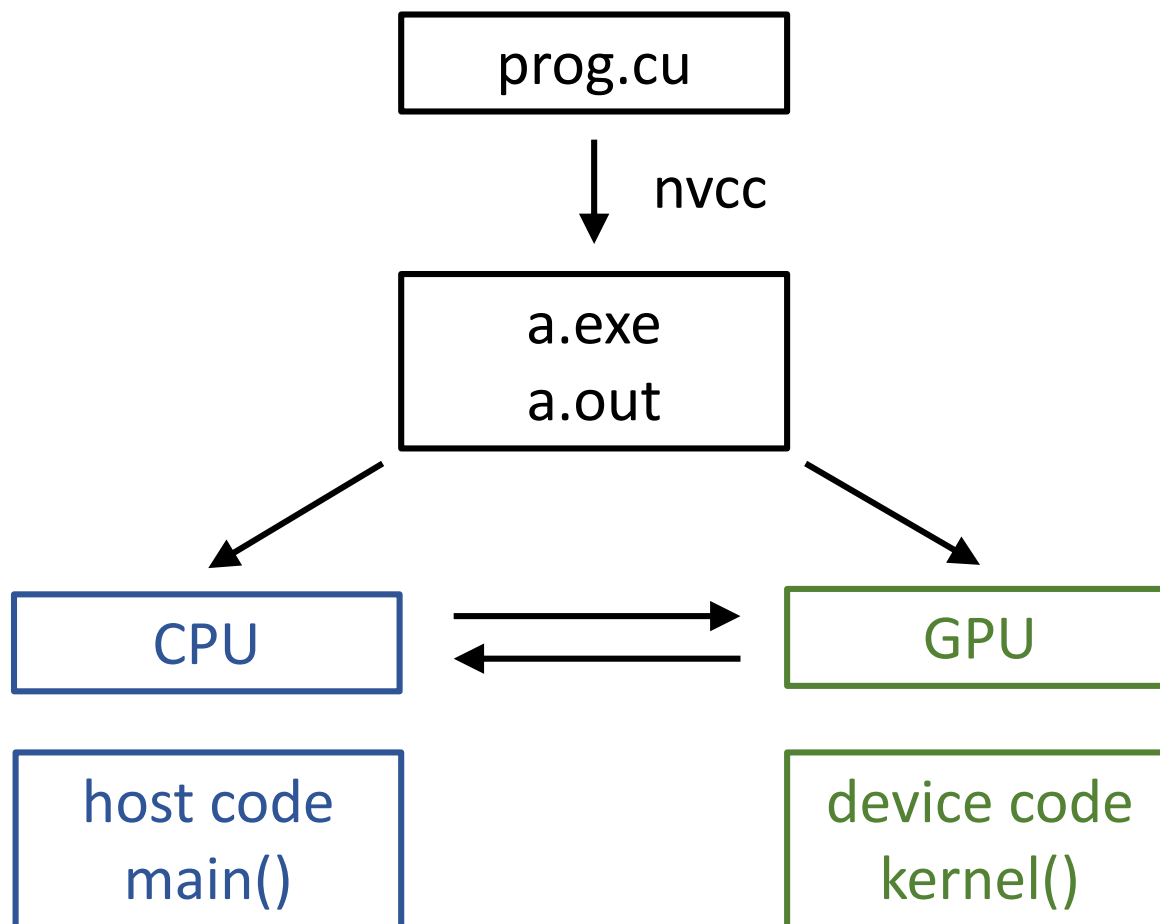 prog.cu
nvcc
a.exe
a.out
CPU
GPU
host code
main()
device code
kernel()